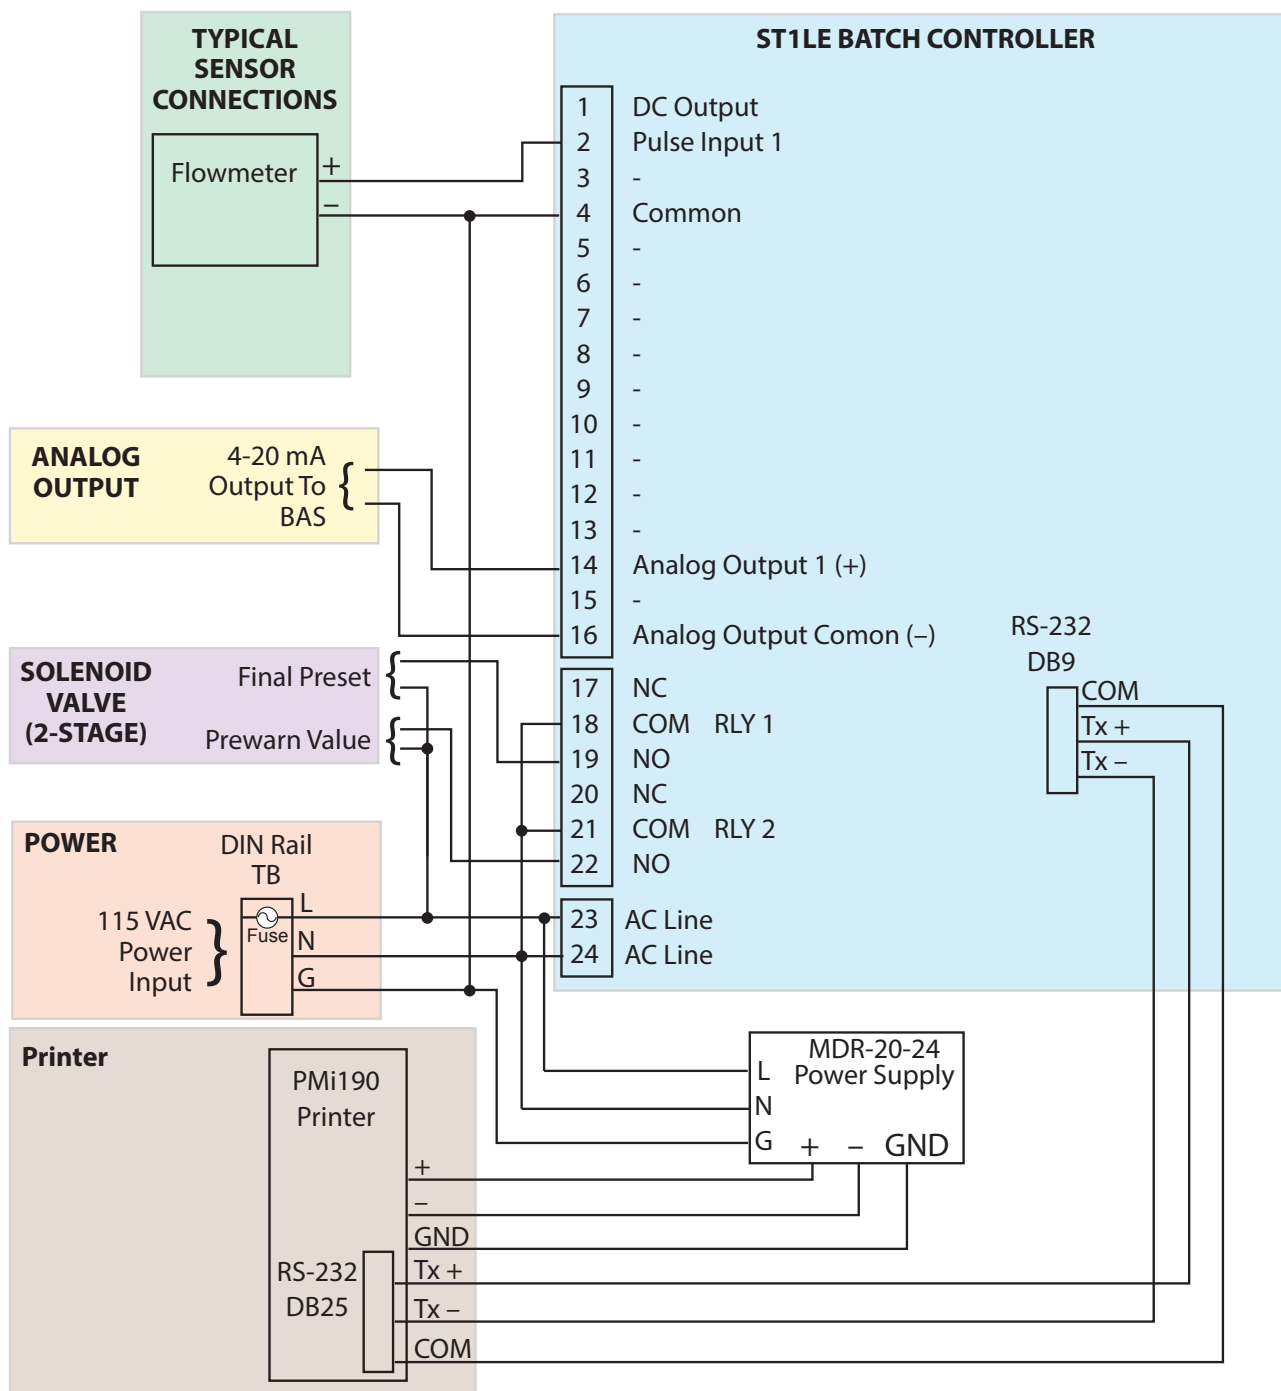 TYPICAL
SENSOR
CONNECTIONS
Flowmeter
+
–
ST1LE BATCH CONTROLLER
1 DC Output
2 Pulse Input 1
3 -
4 Common
5 -
6 -
7 -
8 -
9 -
10 -
11 -
12 -
13 -
14 Analog Output 1 (+)
15 -
16 Analog Output Comon (–)
17 NC
18 COM RLY 1
19 NO
20 NC
21 COM RLY 2
22 NO
23 AC Line
24 AC Line
RS-232
DB9
COM
Tx +
Tx –
ANALOG
OUTPUT
4-20 mA
Output To
BAS
SOLENOID
VALVE
(2-STAGE)
Final Preset
Prewarn Value
POWER
DIN Rail
TB
115 VAC
Power
Input
Fuse
L
N
G
Printer
PMi190
Printer
+
–
GND
RS-232
DB25
Tx +
Tx –
COM
MDR-20-24
Power Supply
L
N
G
+ – GND